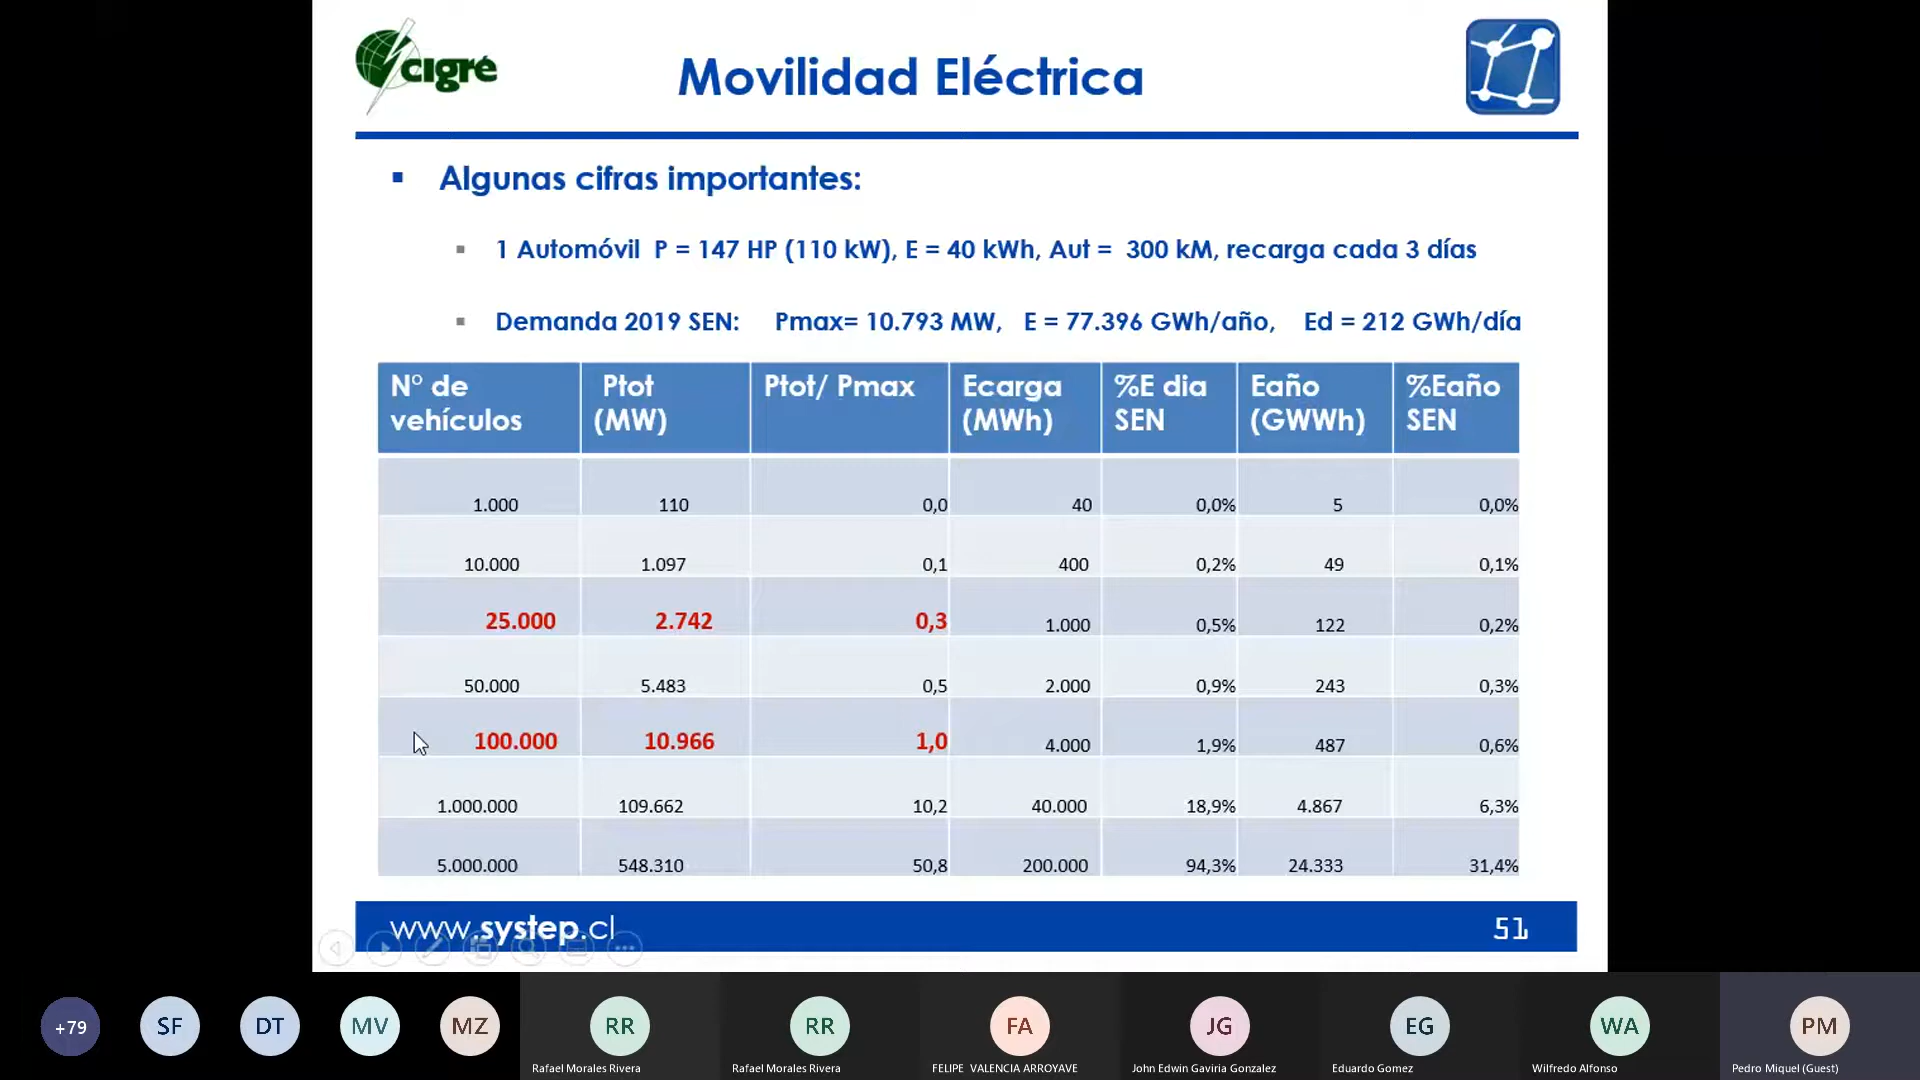 cigre
Movilidad Eléctrica
Algunas cifras importantes:
1 Automóvil P = 147 HP (110 kW), E = 40 kWh, Aut = 300 kM, recarga cada 3 días
Demanda 2019 SEN: Pmax= 10.793 MW, E = 77.396 GWh/año, Ed = 212 GWh/día
N° de vehículos Ptot (MW) Ptot/ Pmax Ecarga (MWh) %E dia SEN Eaño (GWWh) %Eaño SEN
1.000 110 0,0 40 0,0% 5 0,0%
10.000 1.097 0,1 400 0,2% 49 0,1%
25.000 2.742 0,3 1.000 0,5% 122 0,2%
50.000 5.483 0,5 2.000 0,9% 243 0,3%
100.000 10.966 1,0 4.000 1,9% 487 0,6%
1.000.000 109.662 10,2 40.000 18,9% 4.867 6,3%
5.000.000 548.310 50,8 200.000 94,3% 24.333 31,4%
www.systep.cl 51
+79 SF DT MV MZ RR RR FA JG EG WA PM
Rafael Morales Rivera Rafael Morales Rivera FELIPE VALENCIA ARROYAVE John Edwin Gaviria Gonzalez Eduardo Gomez Wilfredo Alfonso Pedro Miquel (Guest)